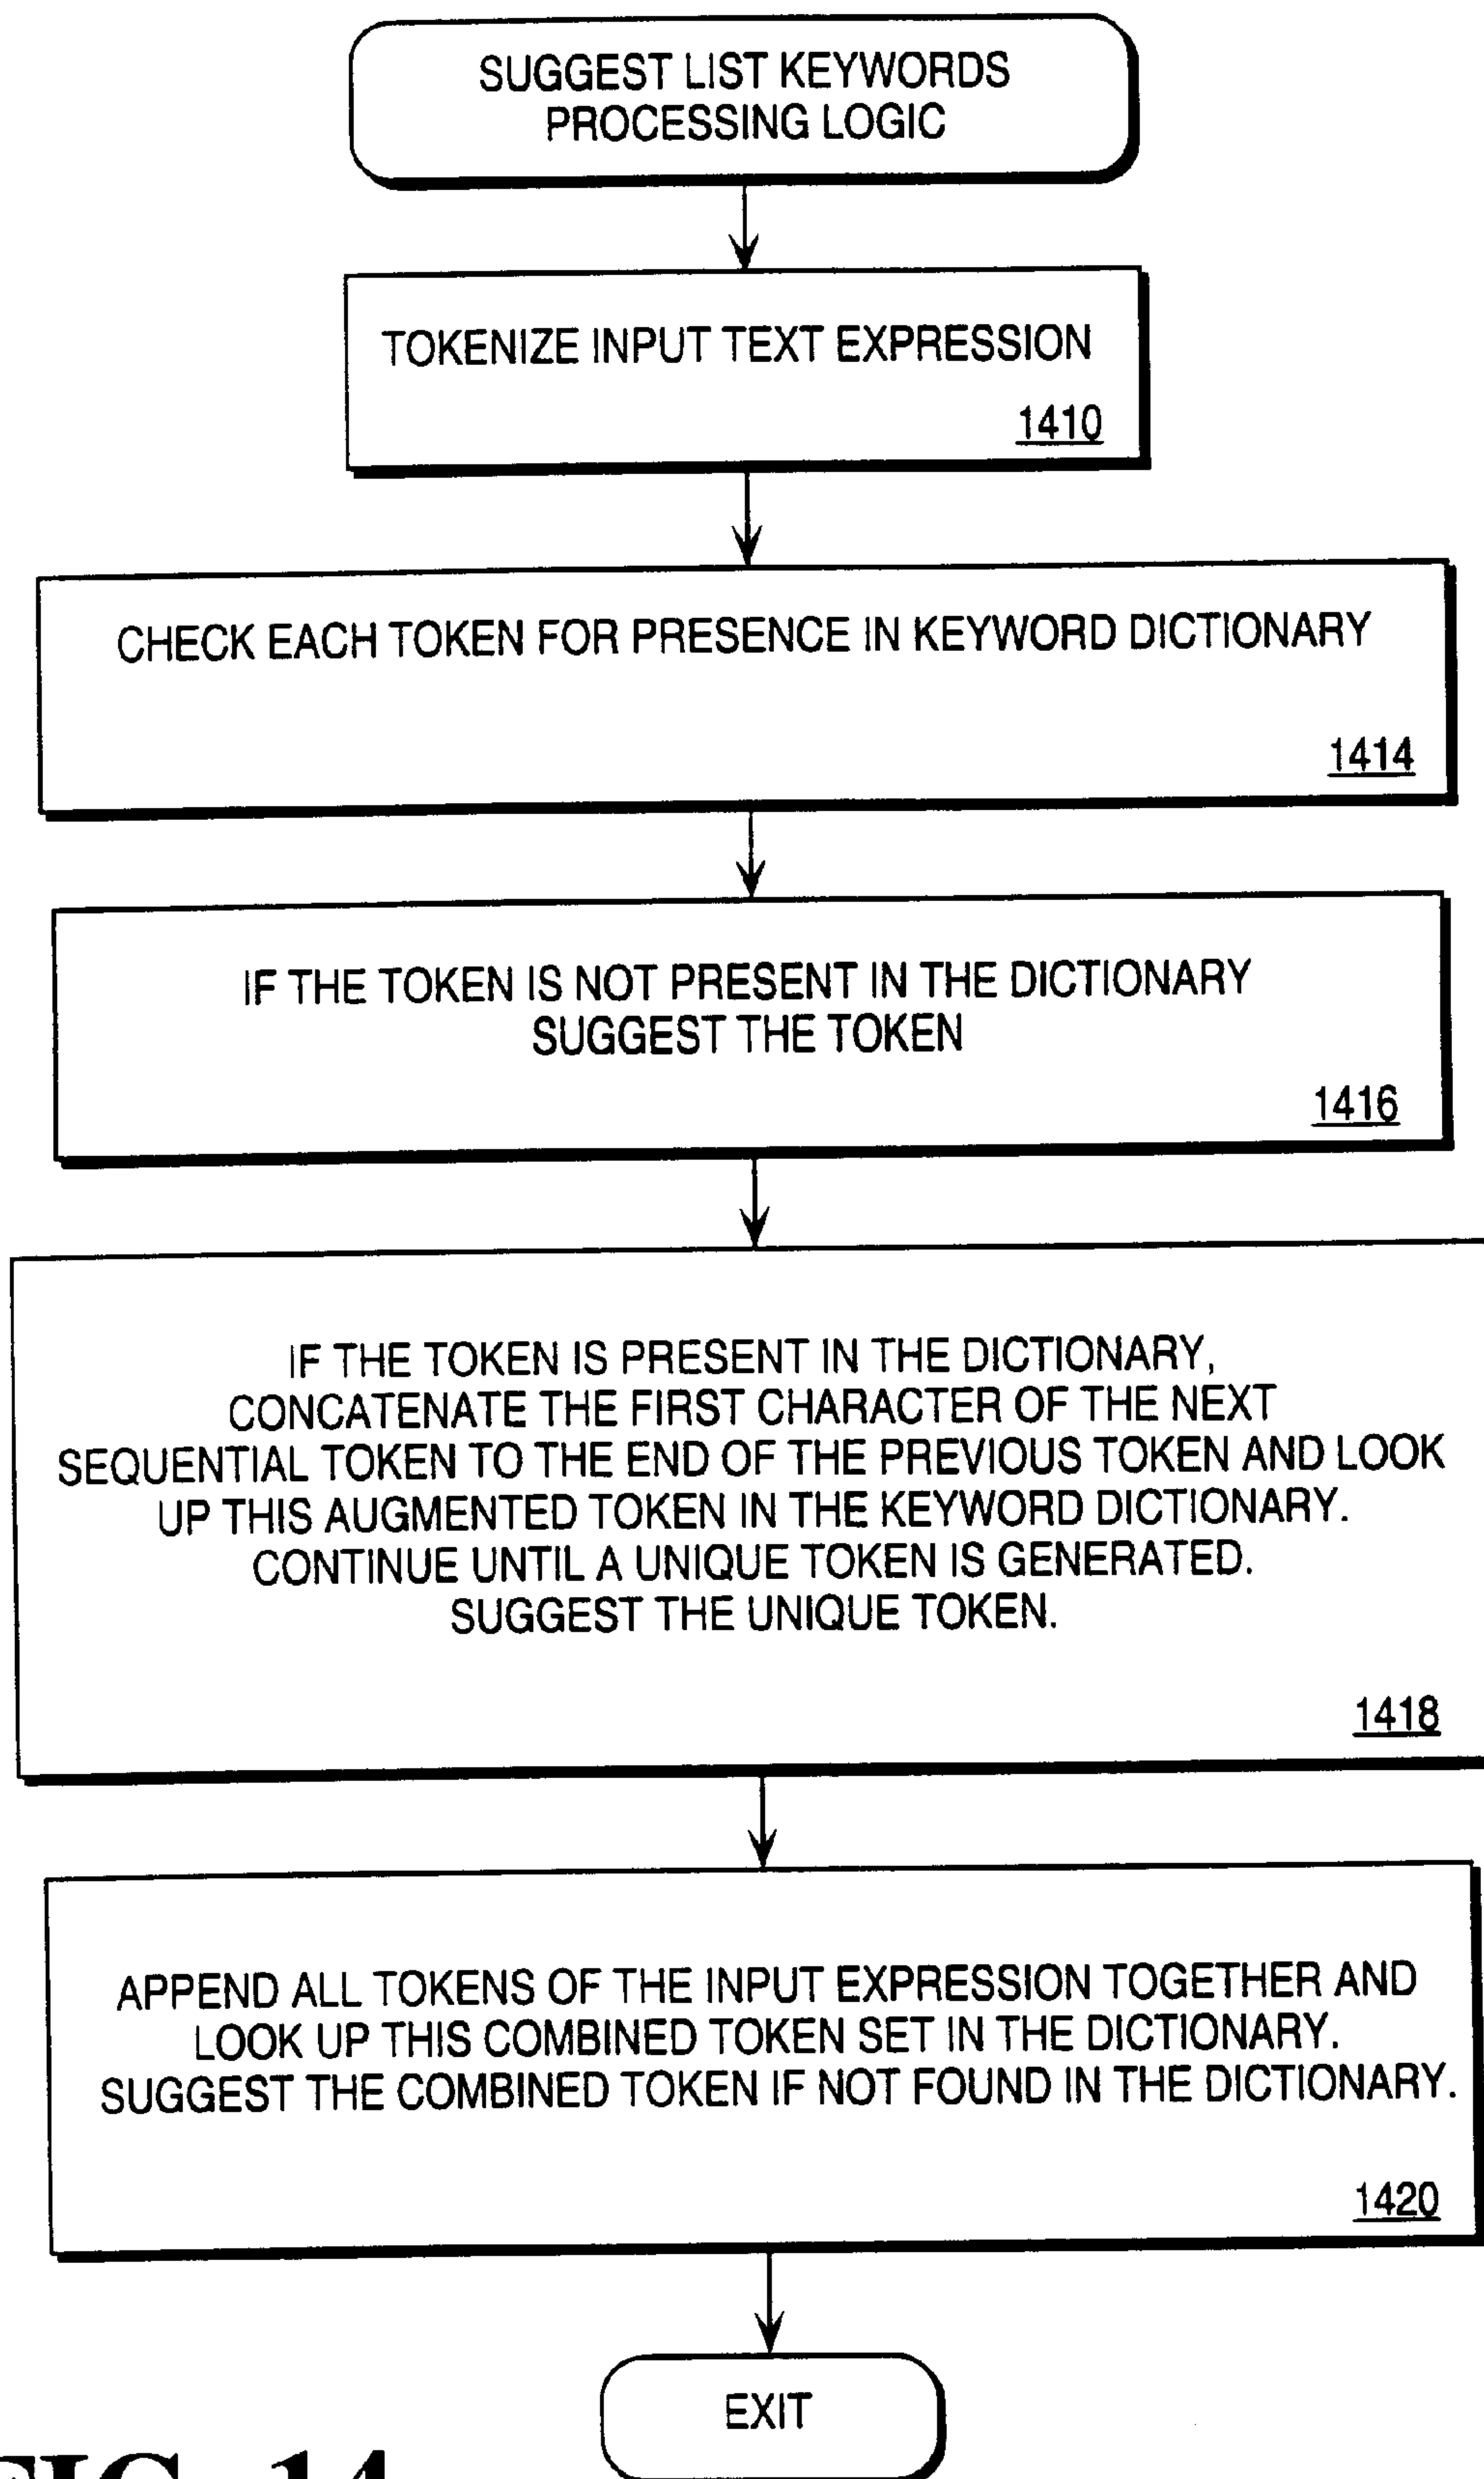 SUGGEST LIST KEYWORDS
PROCESSING LOGIC
TOKENIZE INPUT TEXT EXPRESSION
1410
CHECK EACH TOKEN FOR PRESENCE IN KEYWORD DICTIONARY
1414
IF THE TOKEN IS NOT PRESENT IN THE DICTIONARY
SUGGEST THE TOKEN
1416
IF THE TOKEN IS PRESENT IN THE DICTIONARY,
CONCATENATE THE FIRST CHARACTER OF THE NEXT
SEQUENTIAL TOKEN TO THE END OF THE PREVIOUS TOKEN AND LOOK
UP THIS AUGMENTED TOKEN IN THE KEYWORD DICTIONARY.
CONTINUE UNTIL A UNIQUE TOKEN IS GENERATED.
SUGGEST THE UNIQUE TOKEN.
1418
APPEND ALL TOKENS OF THE INPUT EXPRESSION TOGETHER AND
LOOK UP THIS COMBINED TOKEN SET IN THE DICTIONARY.
SUGGEST THE COMBINED TOKEN IF NOT FOUND IN THE DICTIONARY.
1420
EXIT
FIG. 14